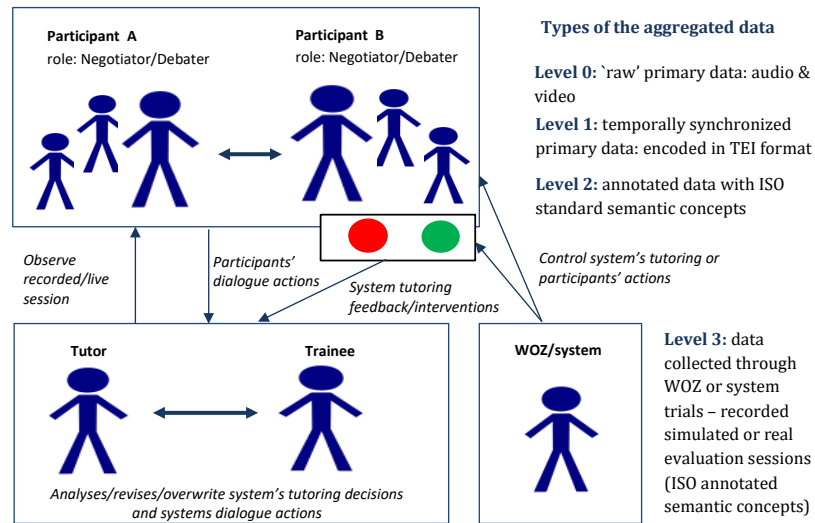 Participant A
role: Negotiator/Debater
Participant B
role: Negotiator/Debater
Types of the aggregated data
Level 0: `raw' primary data: audio &
video
Level 1: temporally synchronized
primary data: encoded in TEI format
Level 2: annotated data with ISO
standard semantic concepts
Observe
recorded/live
session
Participants'
dialogue actions
System tutoring
feedback/interventions
Control system's tutoring or
participants' actions
Tutor
Trainee
Analyses/revises/overwrite system's tutoring decisions
and systems dialogue actions
WOZ/system
Level 3: data
collected through
WOZ or system
trials – recorded
simulated or real
evaluation sessions
(ISO annotated
semantic concepts)